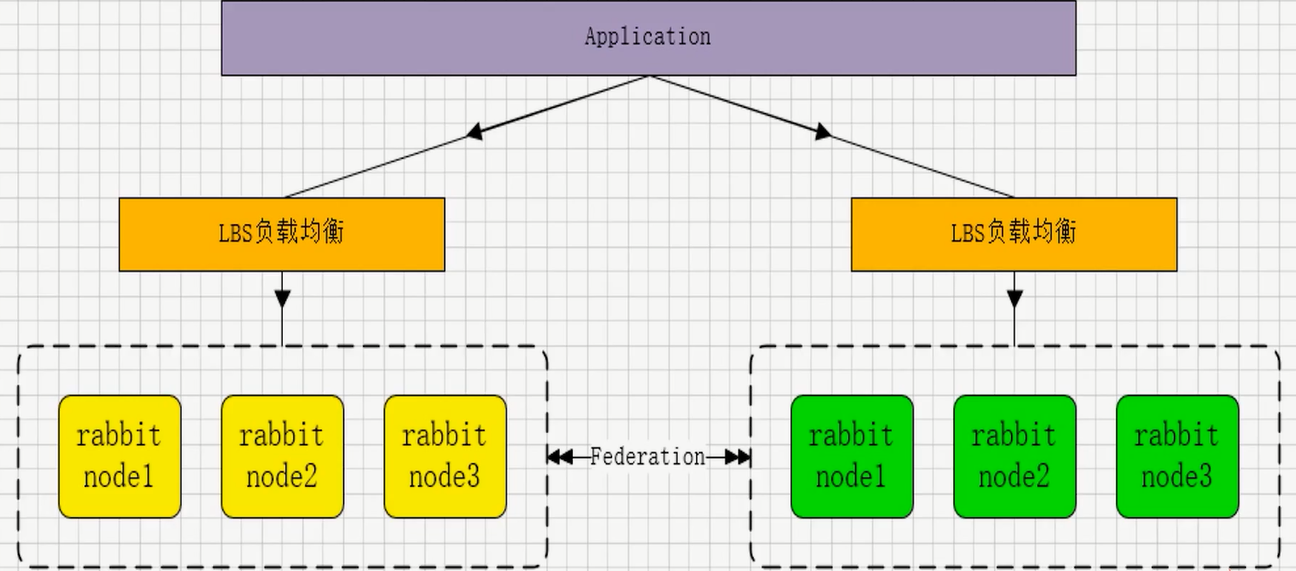 Application
LBS负载均衡
LBS负载均衡
rabbit
node1
rabbit
node2
rabbit
node3
Federation
rabbit
node1
rabbit
node2
rabbit
node3